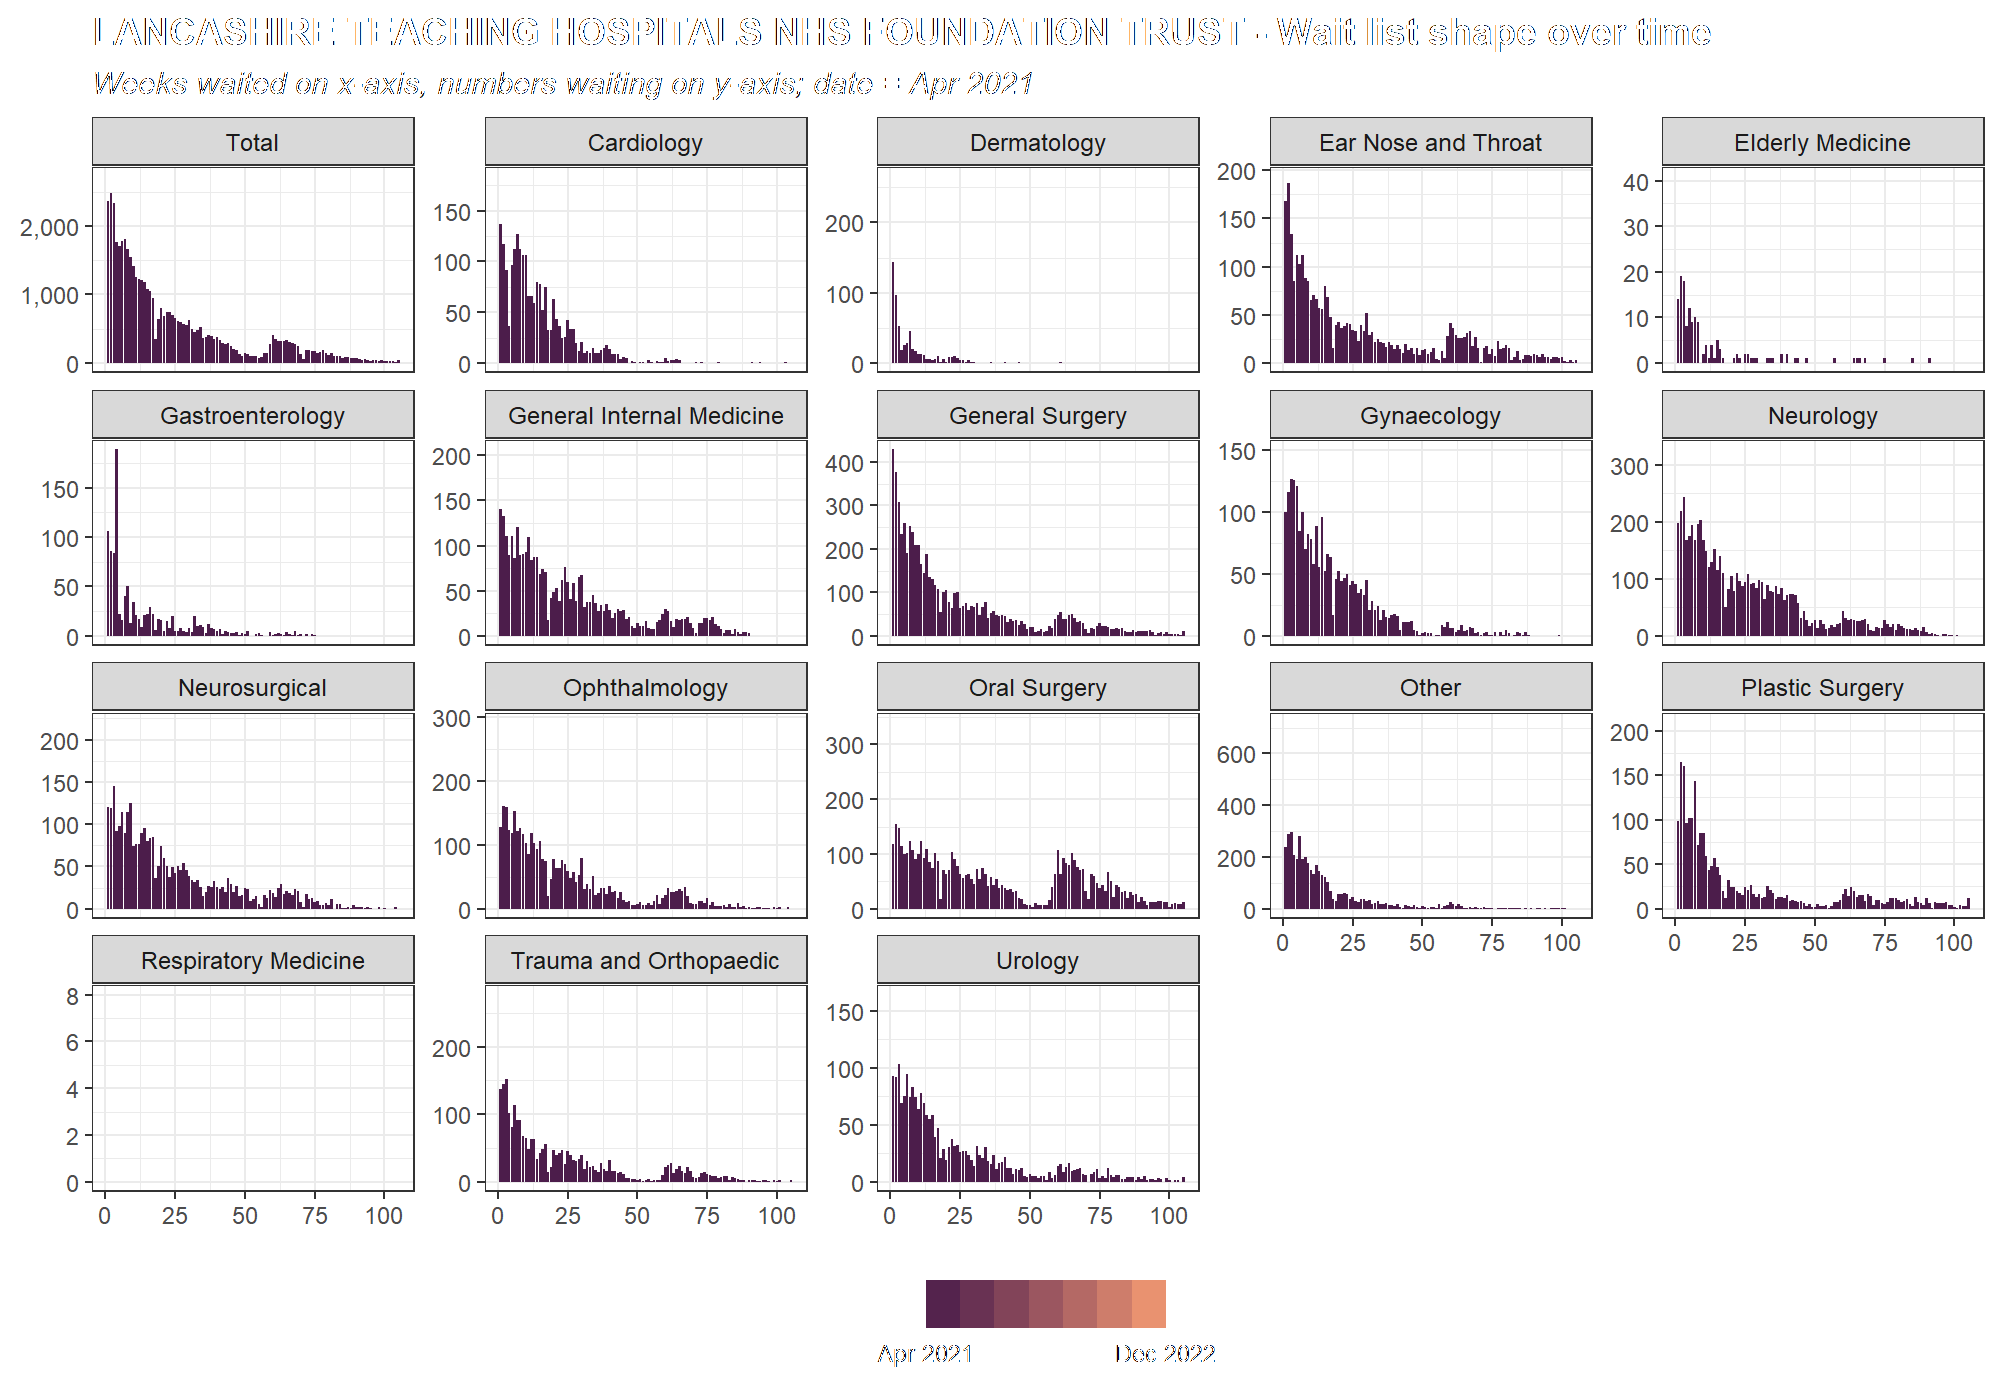 LANCASHIRE TEACHING HOSPITALS NHS FOUNDATION TRUST - Wait list shape over time
Weeks waited on x-axis, numbers waiting on y-axis; date = Apr 2021
Total
Cardiology
Dermatology
Ear Nose and Throat
Elderly Medicine
2,000
1,000
0
150
100
50
0
200
100
0
200
150
100
50
0
40
30
20
10
0
Gastroenterology
General Internal Medicine
General Surgery
Gynaecology
Neurology
150
100
50
0
200
150
100
50
0
400
300
200
100
0
150
100
50
0
300
200
100
0
Neurosurgical
Ophthalmology
Oral Surgery
Other
Plastic Surgery
200
150
100
50
0
300
200
100
0
300
200
100
0
600
400
200
0
200
150
100
50
0
0 25 50 75 100
0 25 50 75 100
Respiratory Medicine
Trauma and Orthopaedic
Urology
8
6
4
2
0
200
100
0
150
100
50
0
0 25 50 75 100
0 25 50 75 100
0 25 50 75 100
Apr 2021
Dec 2022